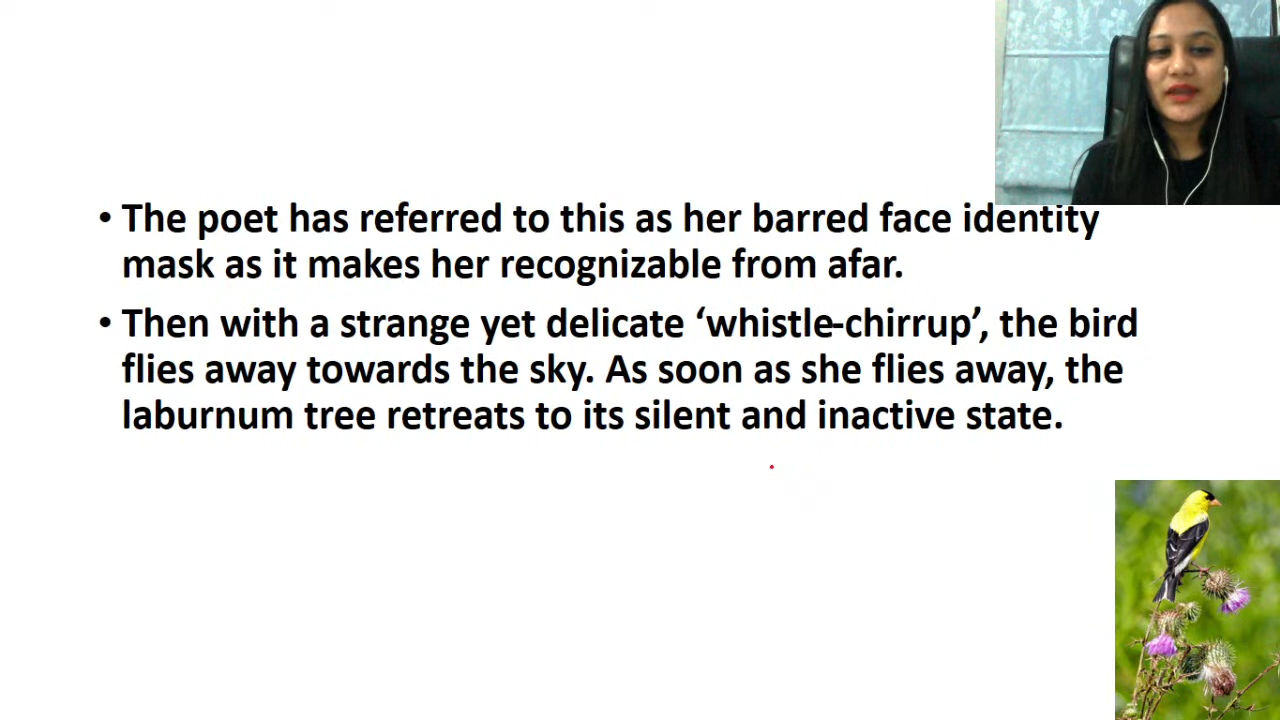 • The poet has referred to this as her barred face identity
mask as it makes her recognizable from afar.
• Then with a strange yet delicate ‘whistle-chirrup’, the bird
flies away towards the sky. As soon as she flies away, the
laburnum tree retreats to its silent and inactive state.